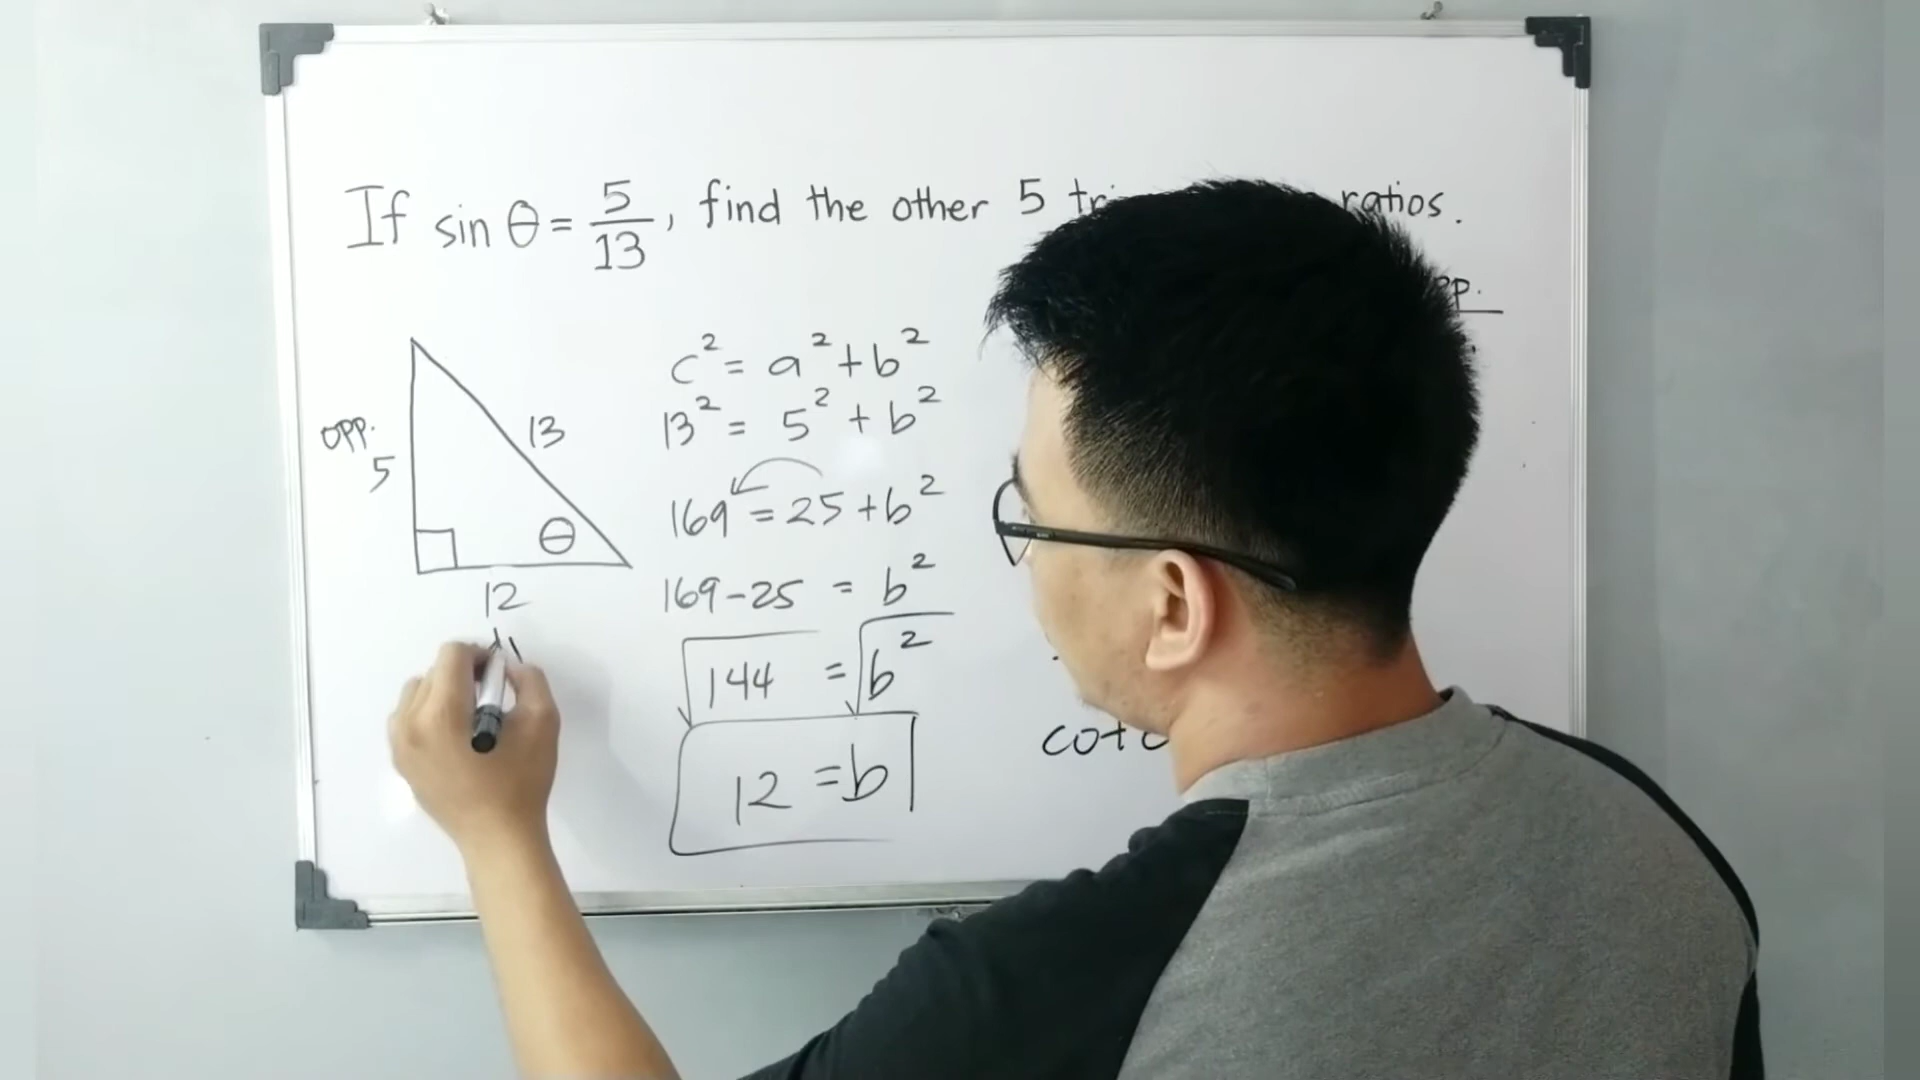 If sin θ = 5/13, find the other 5 ratios.
opp.
5
13
θ
12
c² = a² + b²
13² = 5² + b²
169 = 25 + b²
169 - 25 = b²
√144 = √b²
12 = b
cot